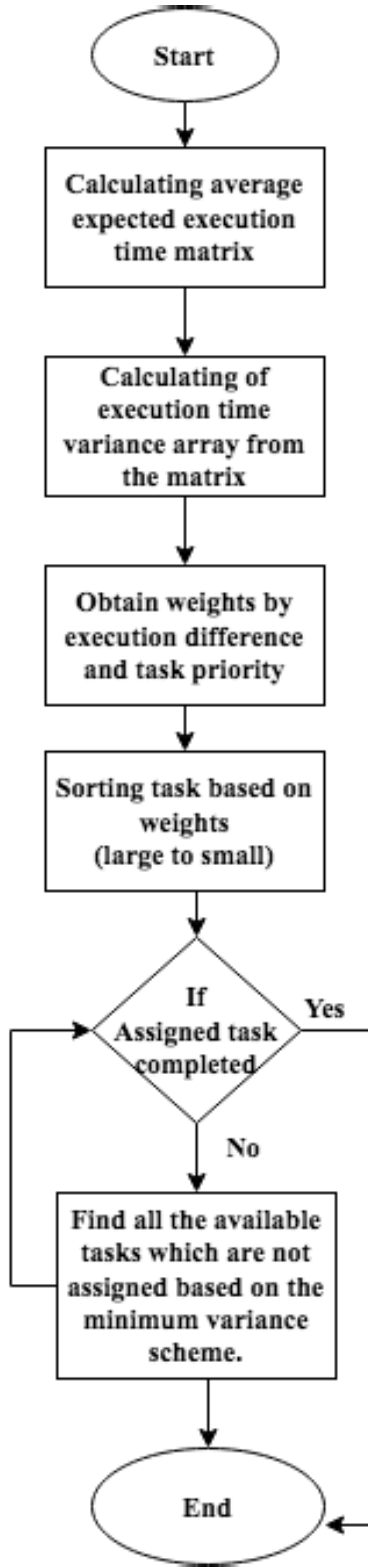 Start
Calculating average
expected execution
time matrix
Calculating of
execution time
variance array from
the matrix
Obtain weights by
execution difference
and task priority
Sorting task based on
weights
(large to small)
If
Assigned task
completed
Yes
No
Find all the available
tasks which are not
assigned based on the
minimum variance
scheme.
End